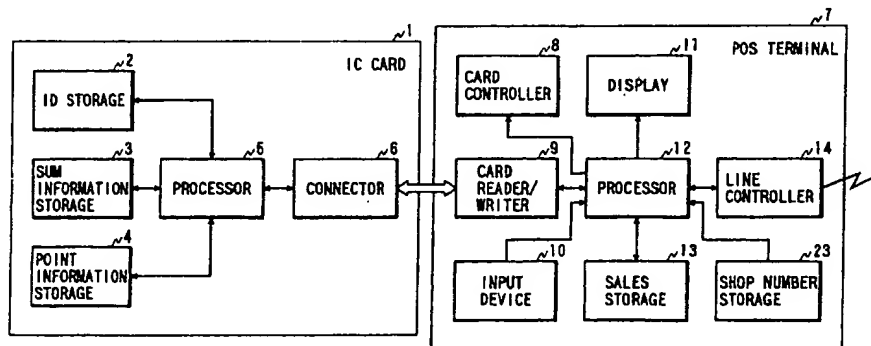 1
IC CARD
2
ID STORAGE
3
SUM
INFORMATION
STORAGE
4
POINT
INFORMATION
STORAGE
5
PROCESSOR
6
CONNECTOR
7
POS TERMINAL
8
CARD
CONTROLLER
11
DISPLAY
9
CARD
READER/
WRITER
12
PROCESSOR
14
LINE
CONTROLLER
10
INPUT
DEVICE
13
SALES
STORAGE
23
SHOP NUMBER
STORAGE